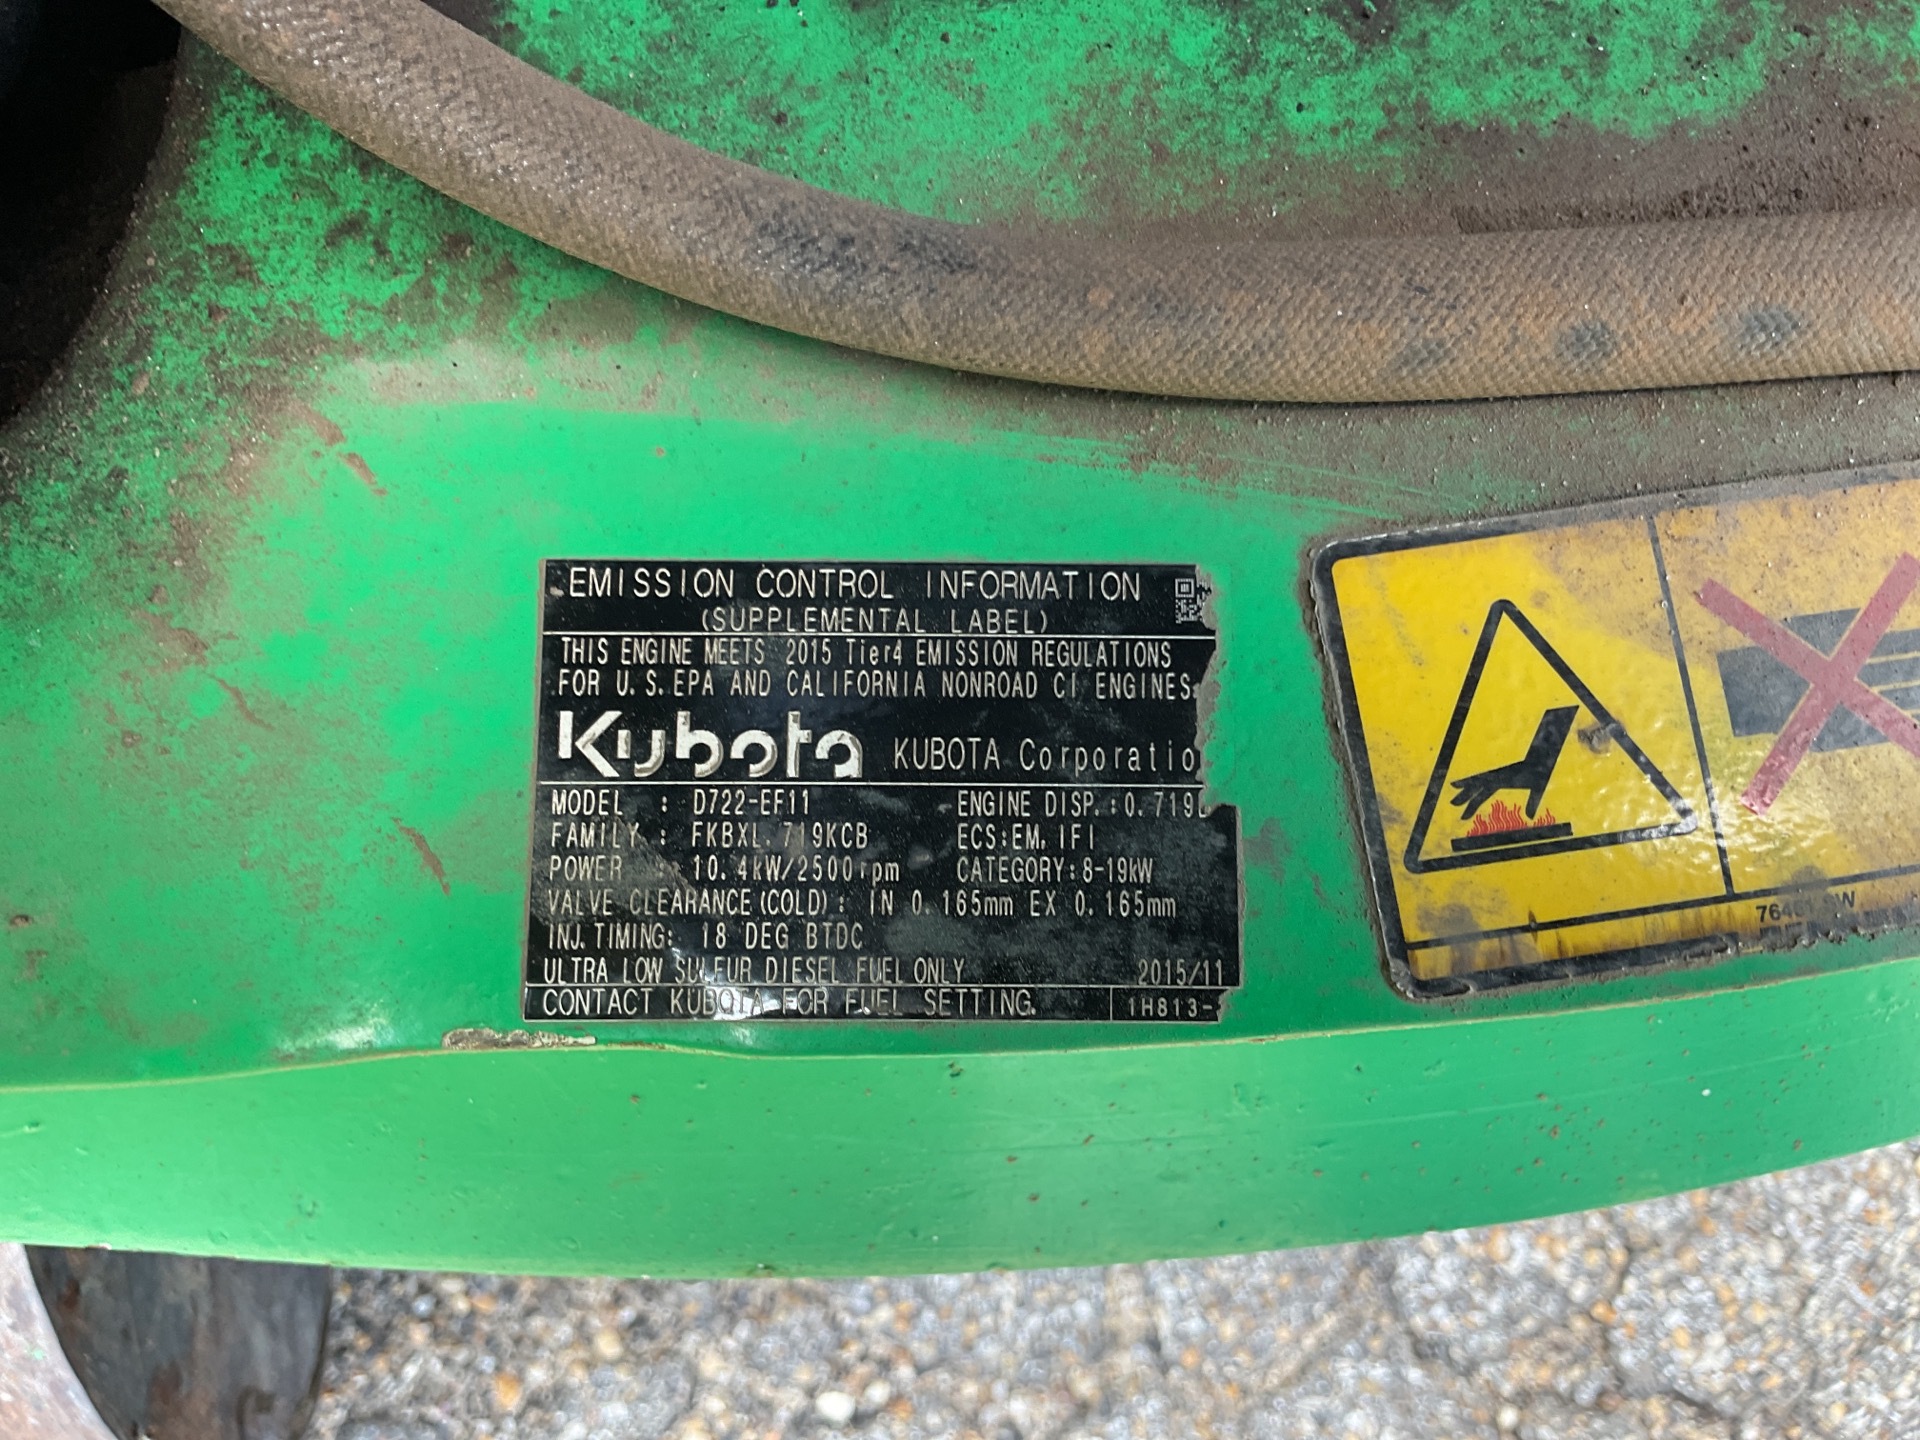 EMISSION CONTROL INFORMATION
(SUPPLEMENTAL LABEL)
THIS ENGINE MEETS 2015 Tier4 EMISSION REGULATIONS
FOR U.S.EPA AND CALIFORNIA NONROAD CI ENGINES.
Kubota KUBOTA Corporatio
MODEL : D722-EF11 ENGINE DISP.:0.719L
FAMILY : FKBXL.719KCB ECS:EM,IFI
POWER : 10.4kW/2500rpm CATEGORY:8-19kW
VALVE CLEARANCE(COLD): IN 0.165mm EX 0.165mm
INJ.TIMING: 18 DEG BTDC
ULTRA LOW SULFUR DIESEL FUEL ONLY 2015/11
CONTACT KUBOTA FOR FUEL SETTING. 1H813-